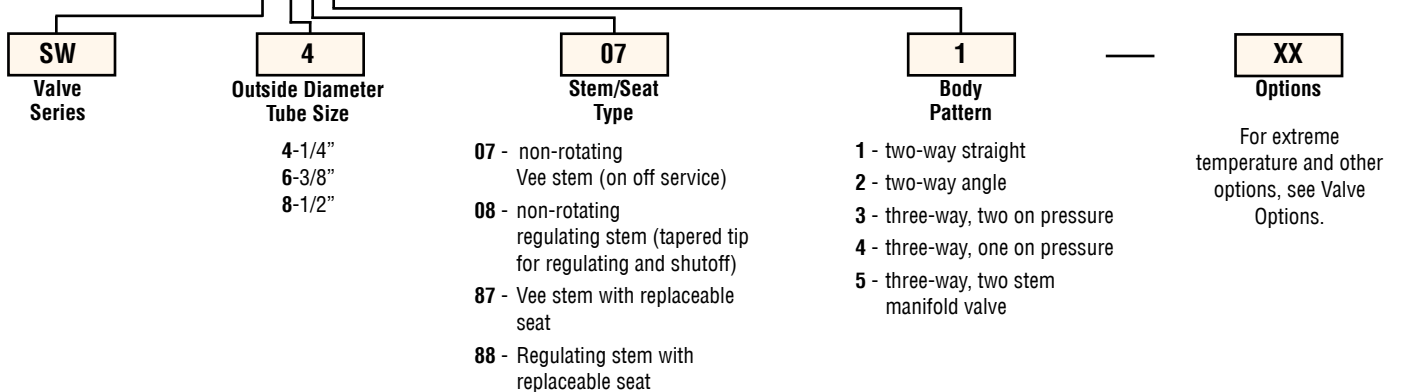 SW
Valve
Series
4
Outside Diameter
Tube Size
4-1/4”
6-3/8”
8-1/2”
07
Stem/Seat
Type
07 - non-rotating
Vee stem (on off service)
08 - non-rotating
regulating stem (tapered tip
for regulating and shutoff)
87 - Vee stem with replaceable
seat
88 - Regulating stem with
replaceable seat
1
Body
Pattern
1 - two-way straight
2 - two-way angle
3 - three-way, two on pressure
4 - three-way, one on pressure
5 - three-way, two stem
manifold valve
—
XX
Options
For extreme
temperature and other
options, see Valve
Options.